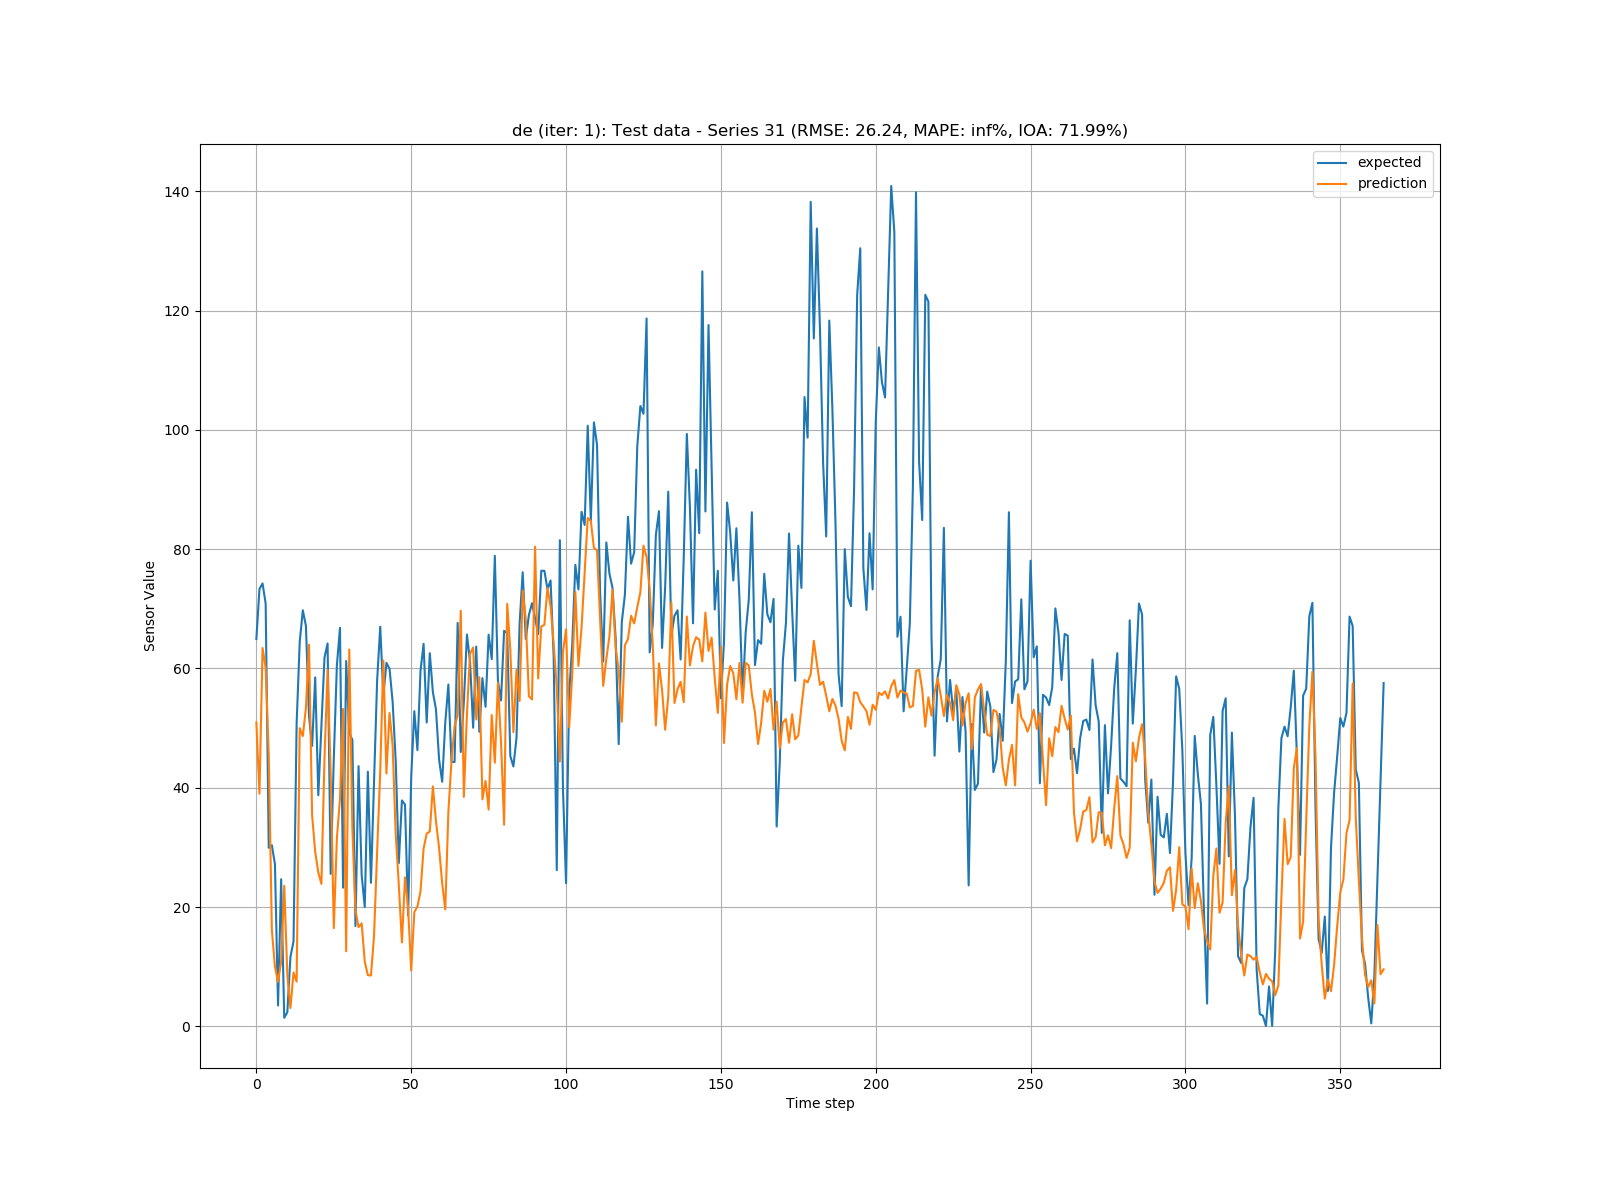 de (iter: 1): Test data - Series 31 (RMSE: 26.24, MAPE: inf%, IOA: 71.99%)
expected
prediction
140
120
100
80
60
40
20
0
Sensor Value
0 50 100 150 200 250 300 350
Time step